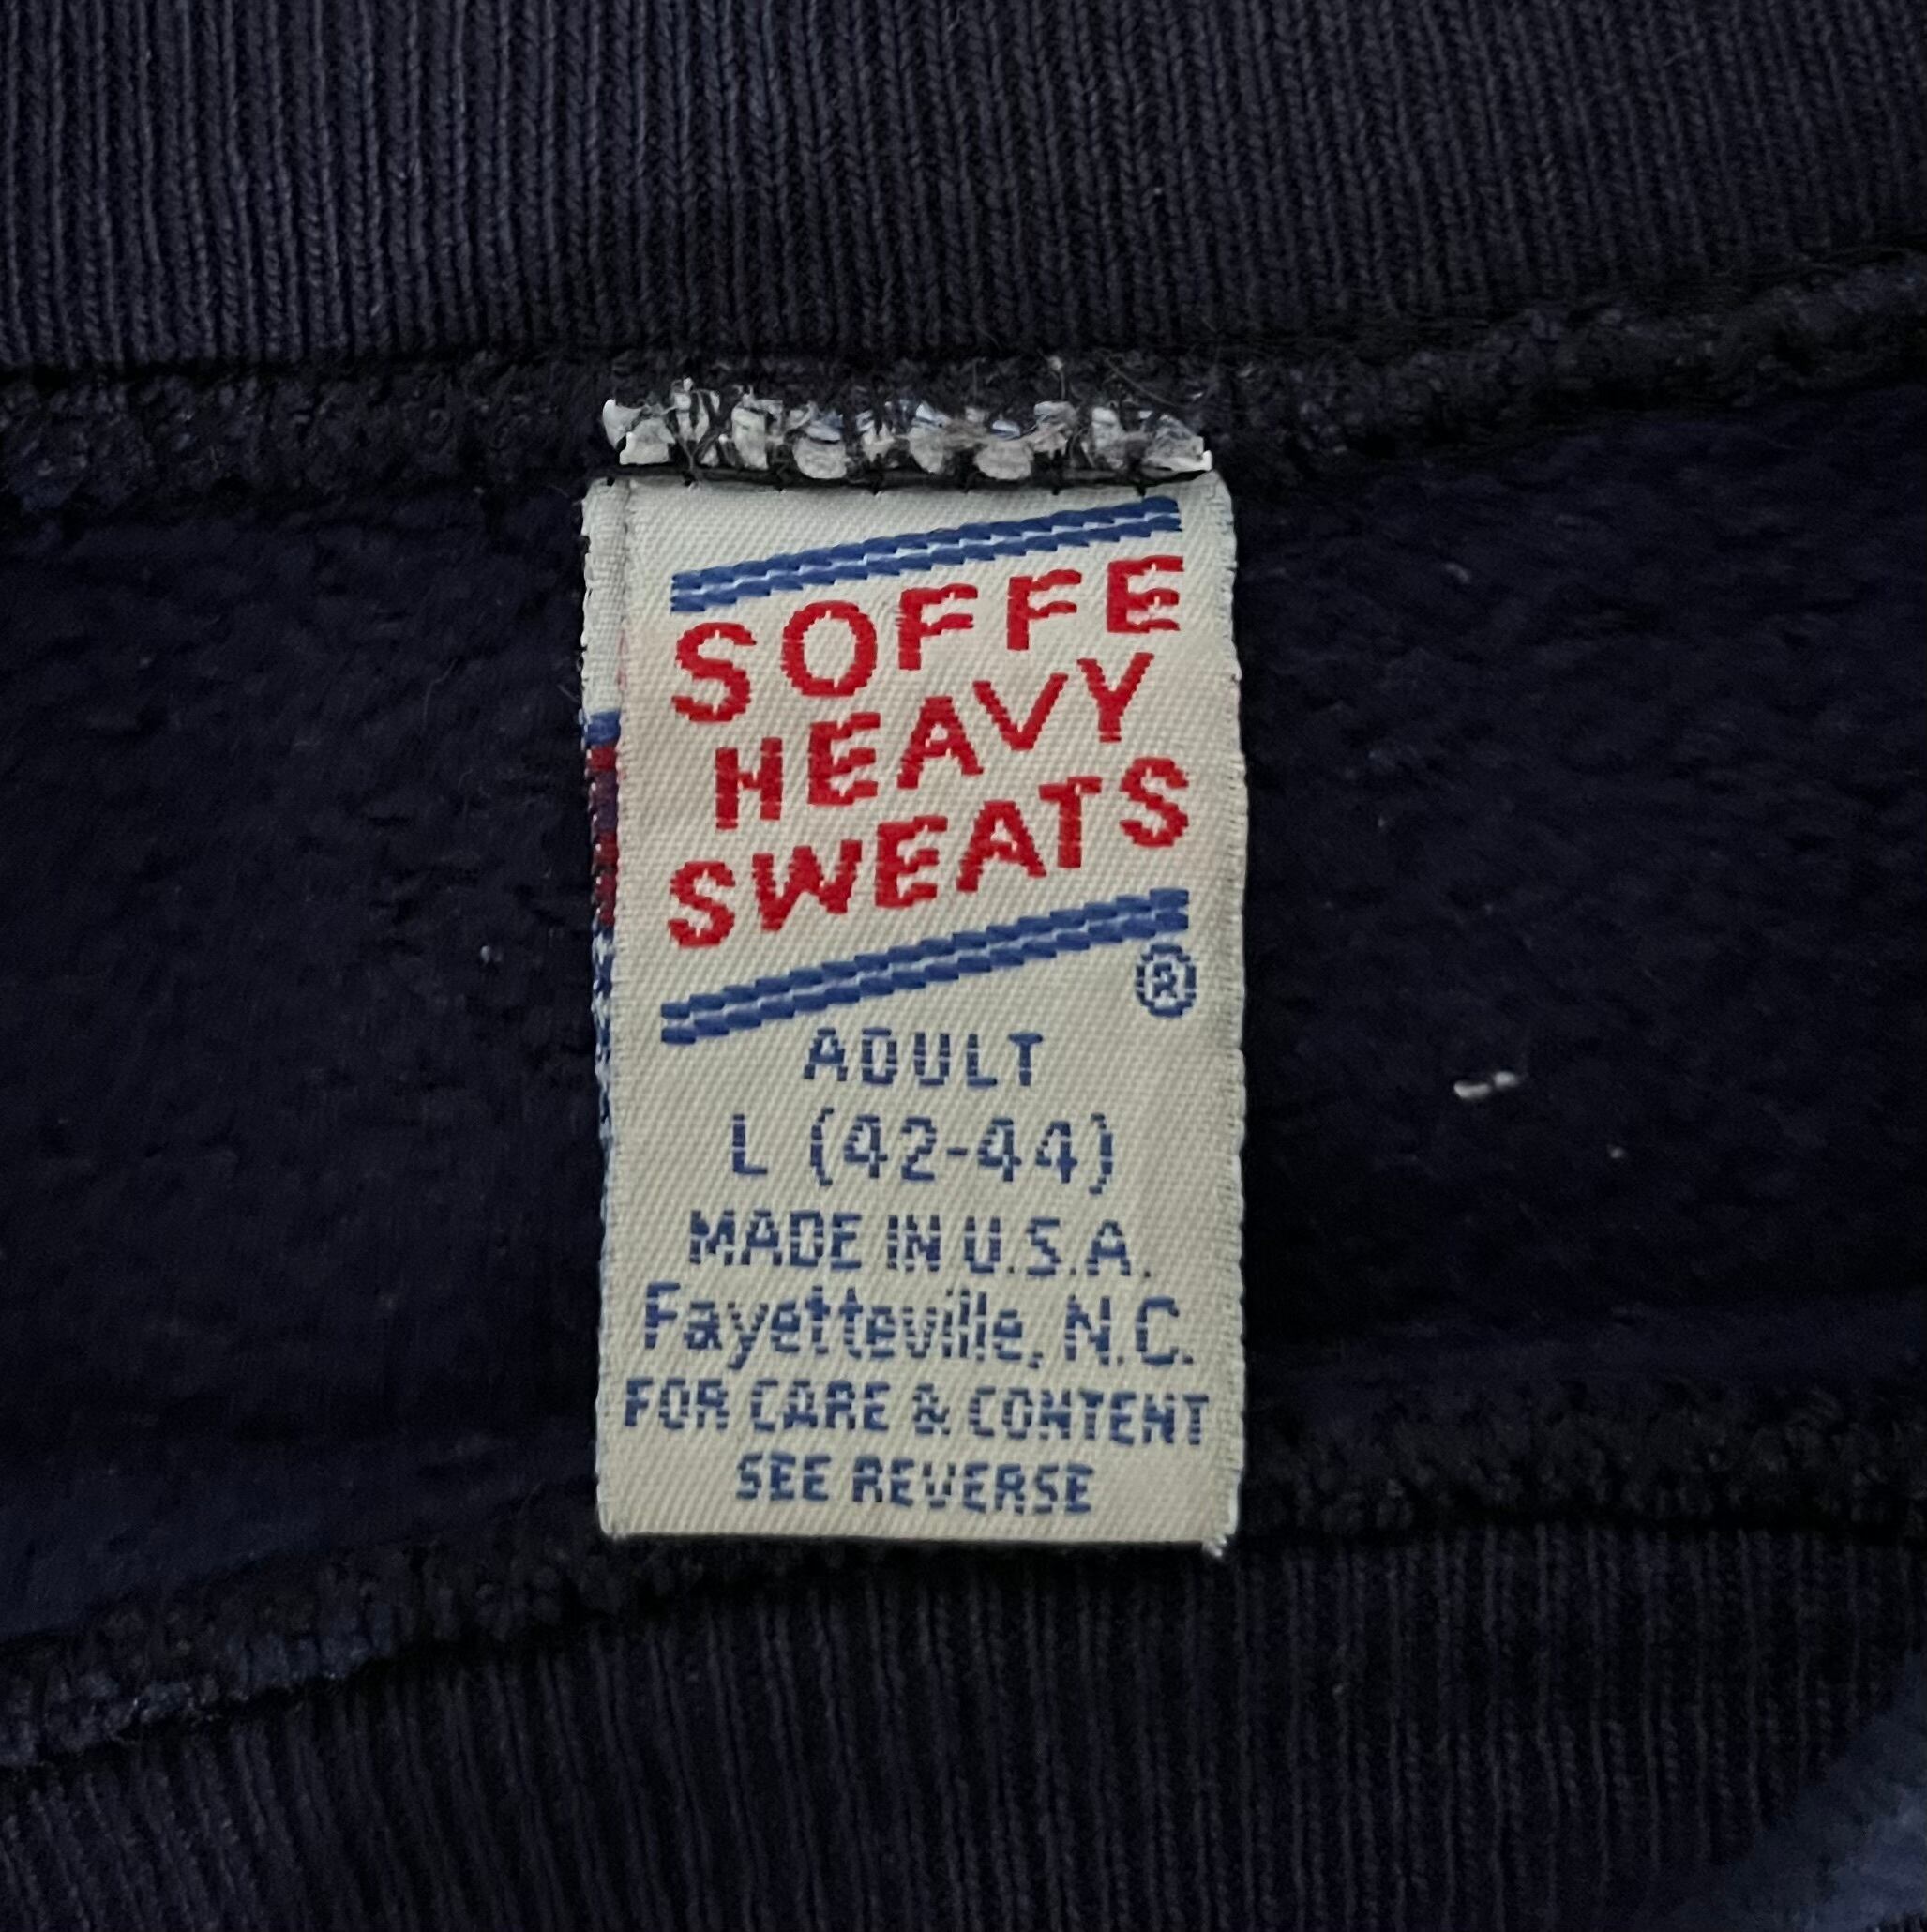 SOFFE
HEAVY
SWEATS
®
ADULT
L (42-44)
MADE IN U.S.A.
Fayetteville, N.C.
FOR CARE & CONTENT
SEE REVERSE